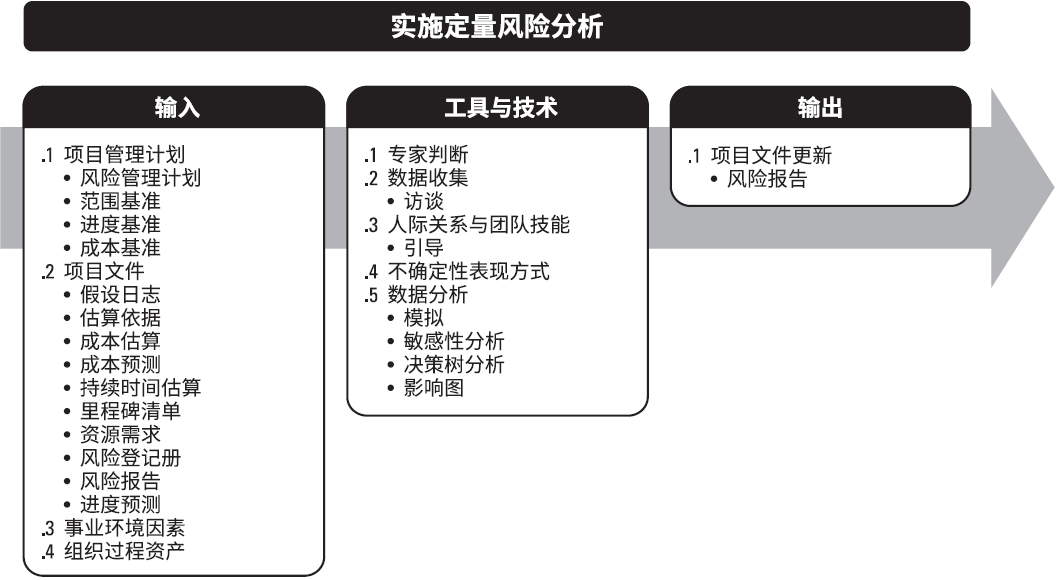 实施定量风险分析
输入
.1 项目管理计划
• 风险管理计划
• 范围基准
• 进度基准
• 成本基准
.2 项目文件
• 假设日志
• 估算依据
• 成本估算
• 成本预测
• 持续时间估算
• 里程碑清单
• 资源需求
• 风险登记册
• 风险报告
• 进度预测
.3 事业环境因素
.4 组织过程资产
工具与技术
.1 专家判断
.2 数据收集
• 访谈
.3 人际关系与团队技能
• 引导
.4 不确定性表现方式
.5 数据分析
• 模拟
• 敏感性分析
• 决策树分析
• 影响图
输出
.1 项目文件更新
• 风险报告